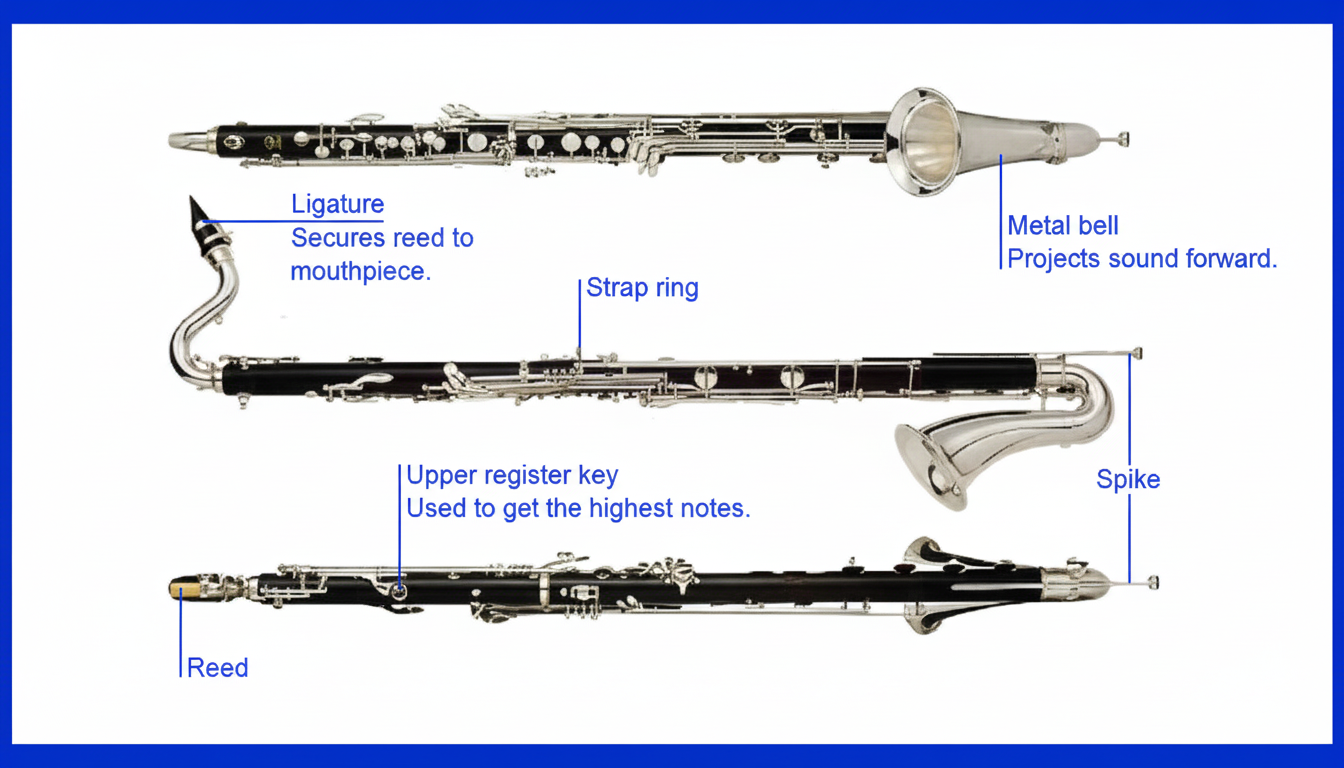 Ligature
Secures reed to
mouthpiece.
Metal bell
Projects sound forward.
Strap ring
Upper register key
Used to get the highest notes.
Spike
Reed